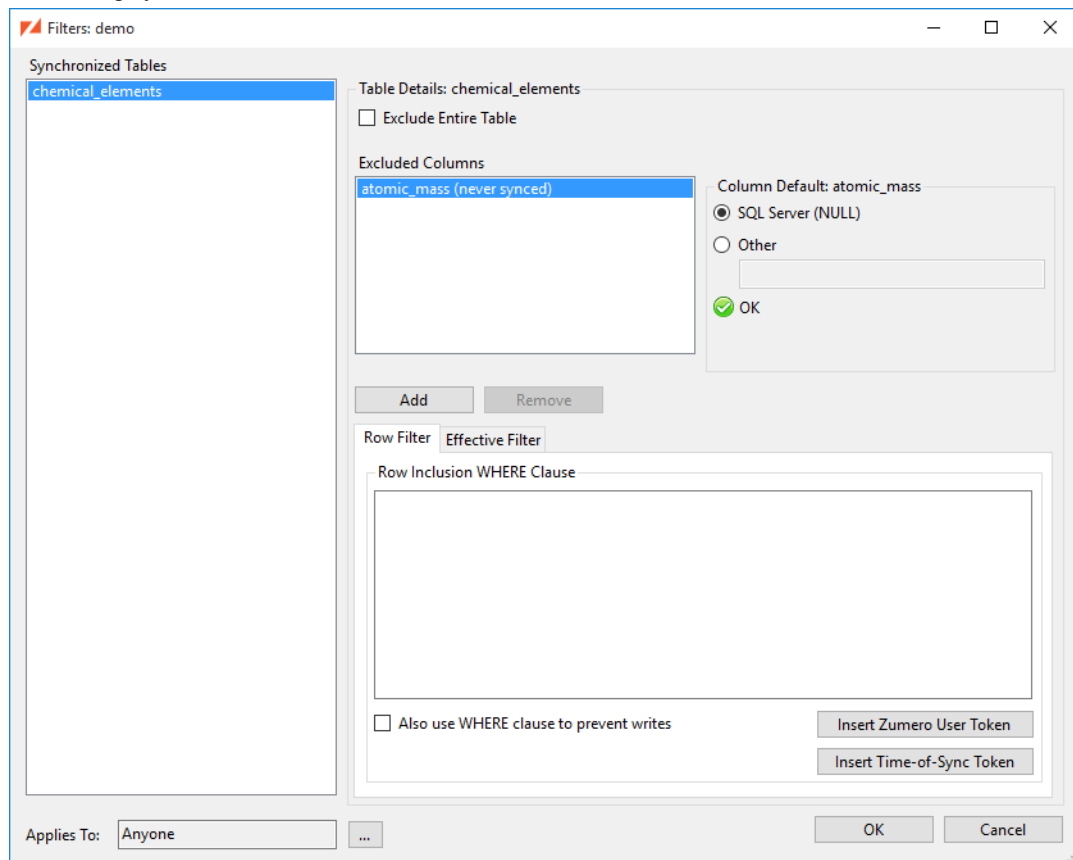 Filters: demo
Synchronized Tables
chemical_elements
Table Details: chemical_elements
Exclude Entire Table
Excluded Columns
atomic_mass (never synced)
Column Default: atomic_mass
SQL Server (NULL)
Other
OK
Add
Remove
Row Filter
Effective Filter
Row Inclusion WHERE Clause
Also use WHERE clause to prevent writes
Insert Zumero User Token
Insert Time-of-Sync Token
Applies To:
Anyone
...
OK
Cancel